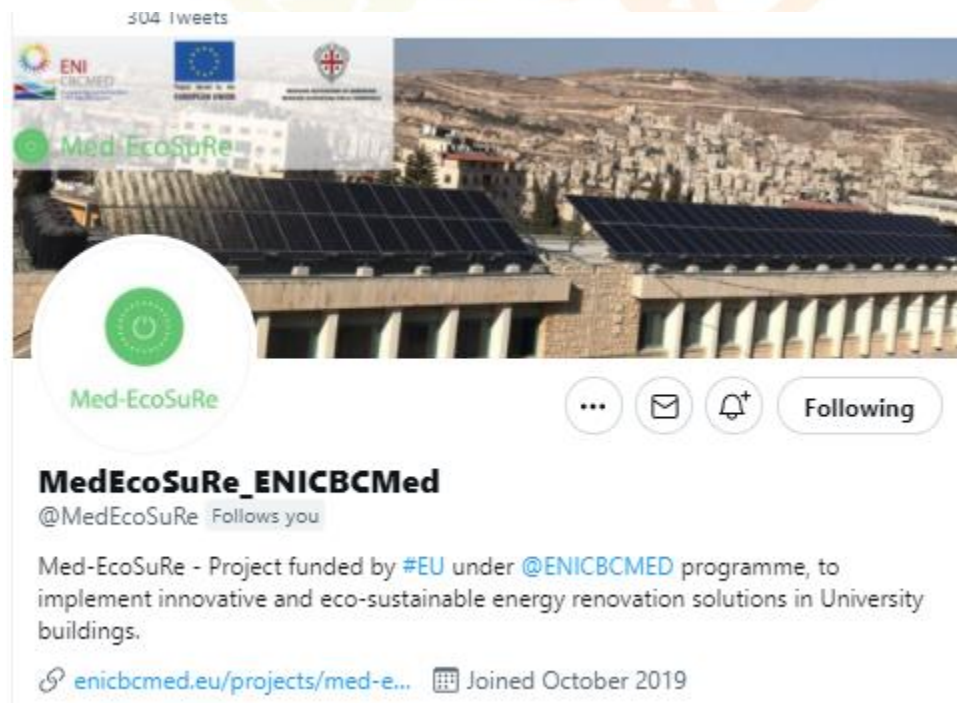 304 Tweets
ENI
CBCMED
EUROPEAN UNION
Med-EcoSuRe
Med-EcoSuRe
Following
MedEcoSuRe_ENICBCMed
@MedEcoSuRe Follows you
Med-EcoSuRe - Project funded by #EU under @ENICBCMED programme, to
implement innovative and eco-sustainable energy renovation solutions in University
buildings.
enicbcmed.eu/projects/med-e... Joined October 2019